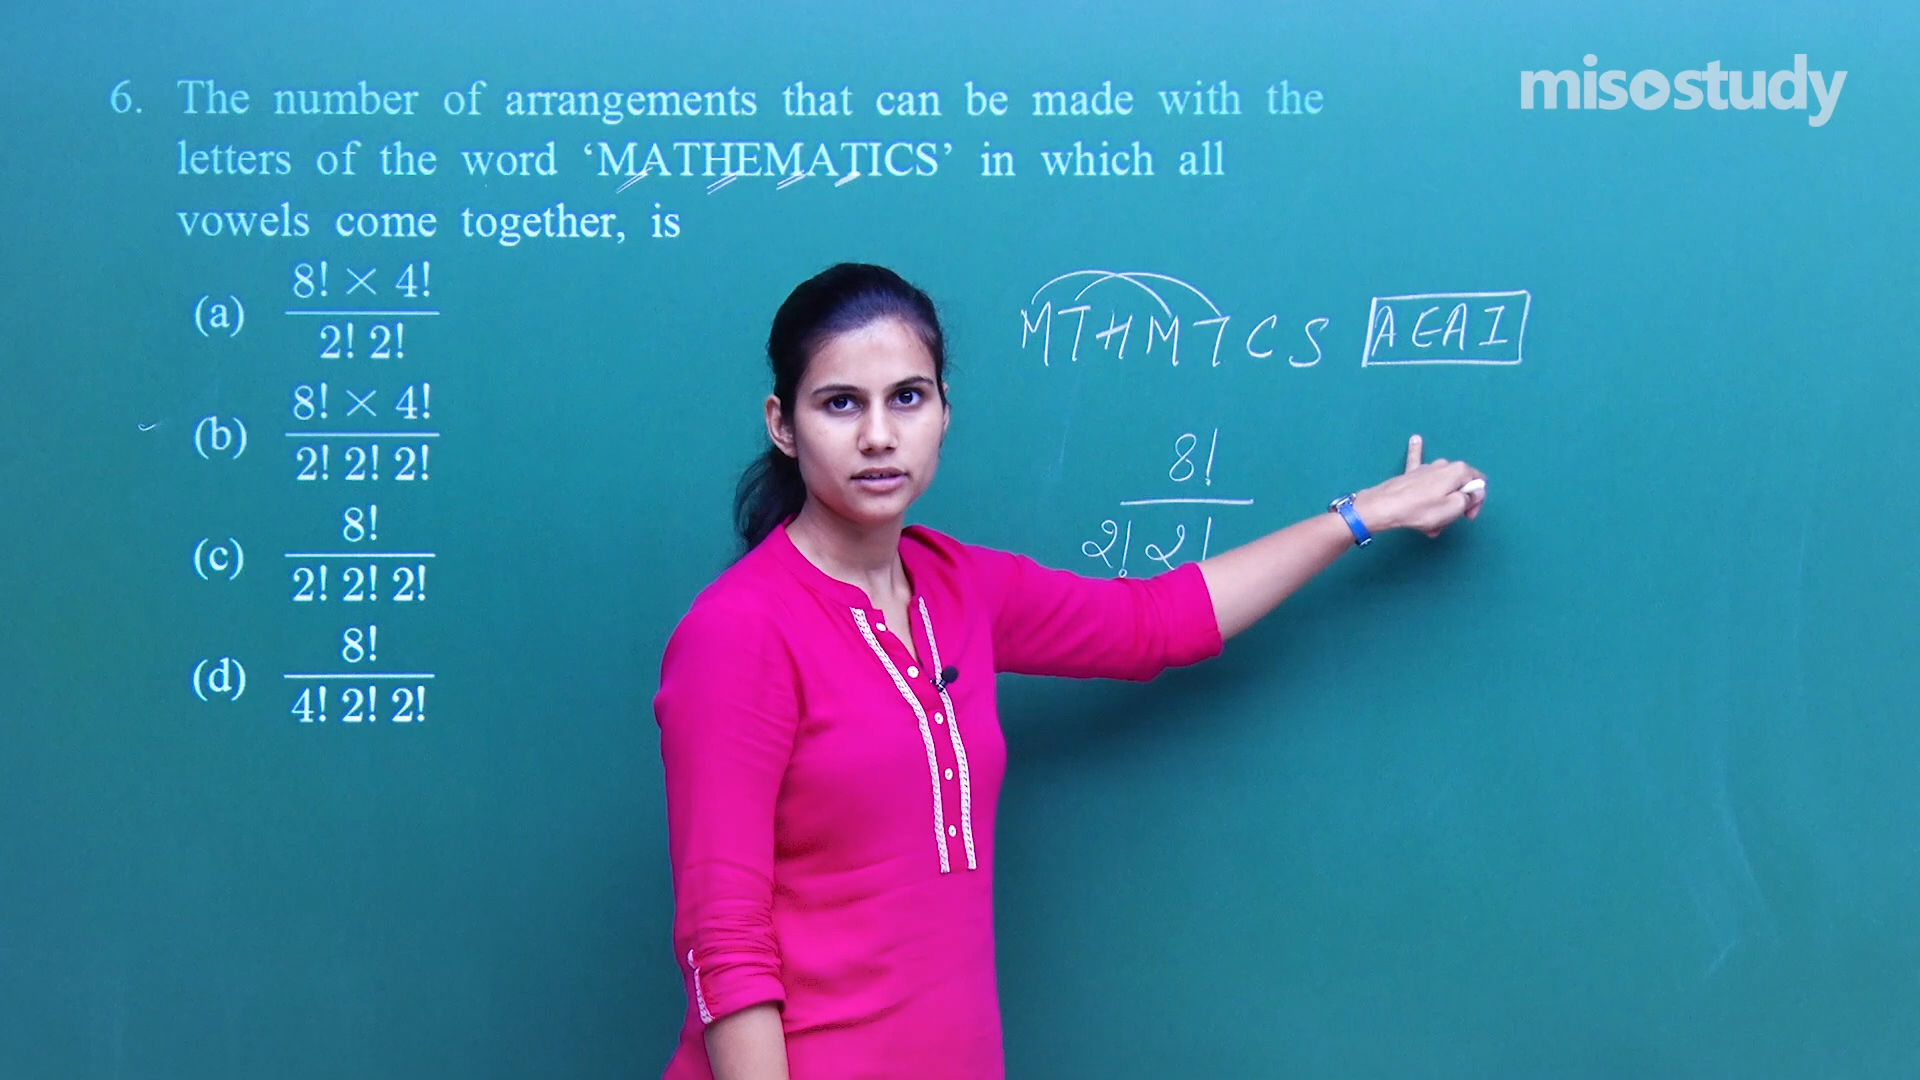 misostudy
6. The number of arrangements that can be made with the
letters of the word ‘MATHEMATICS’ in which all
vowels come together, is
(a) 8! × 4!
2! 2!
(b) 8! × 4!
2! 2! 2!
(c) 8!
2! 2! 2!
(d) 8!
4! 2! 2!
MTHMTCS AEAI
8!
2! 2!